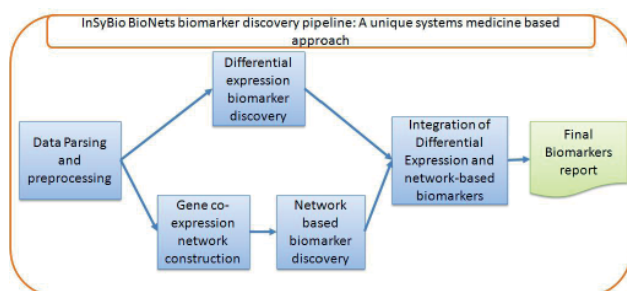 InSyBio BioNets biomarker discovery pipeline: A unique systems medicine based
approach
Differential
expression
biomarker
discovery
Data Parsing
and
preprocessing
Integration of
Differential
Expression and
network-based
biomarkers
Final
Biomarkers
report
Gene co-
expression
network
construction
Network
based
biomarker
discovery